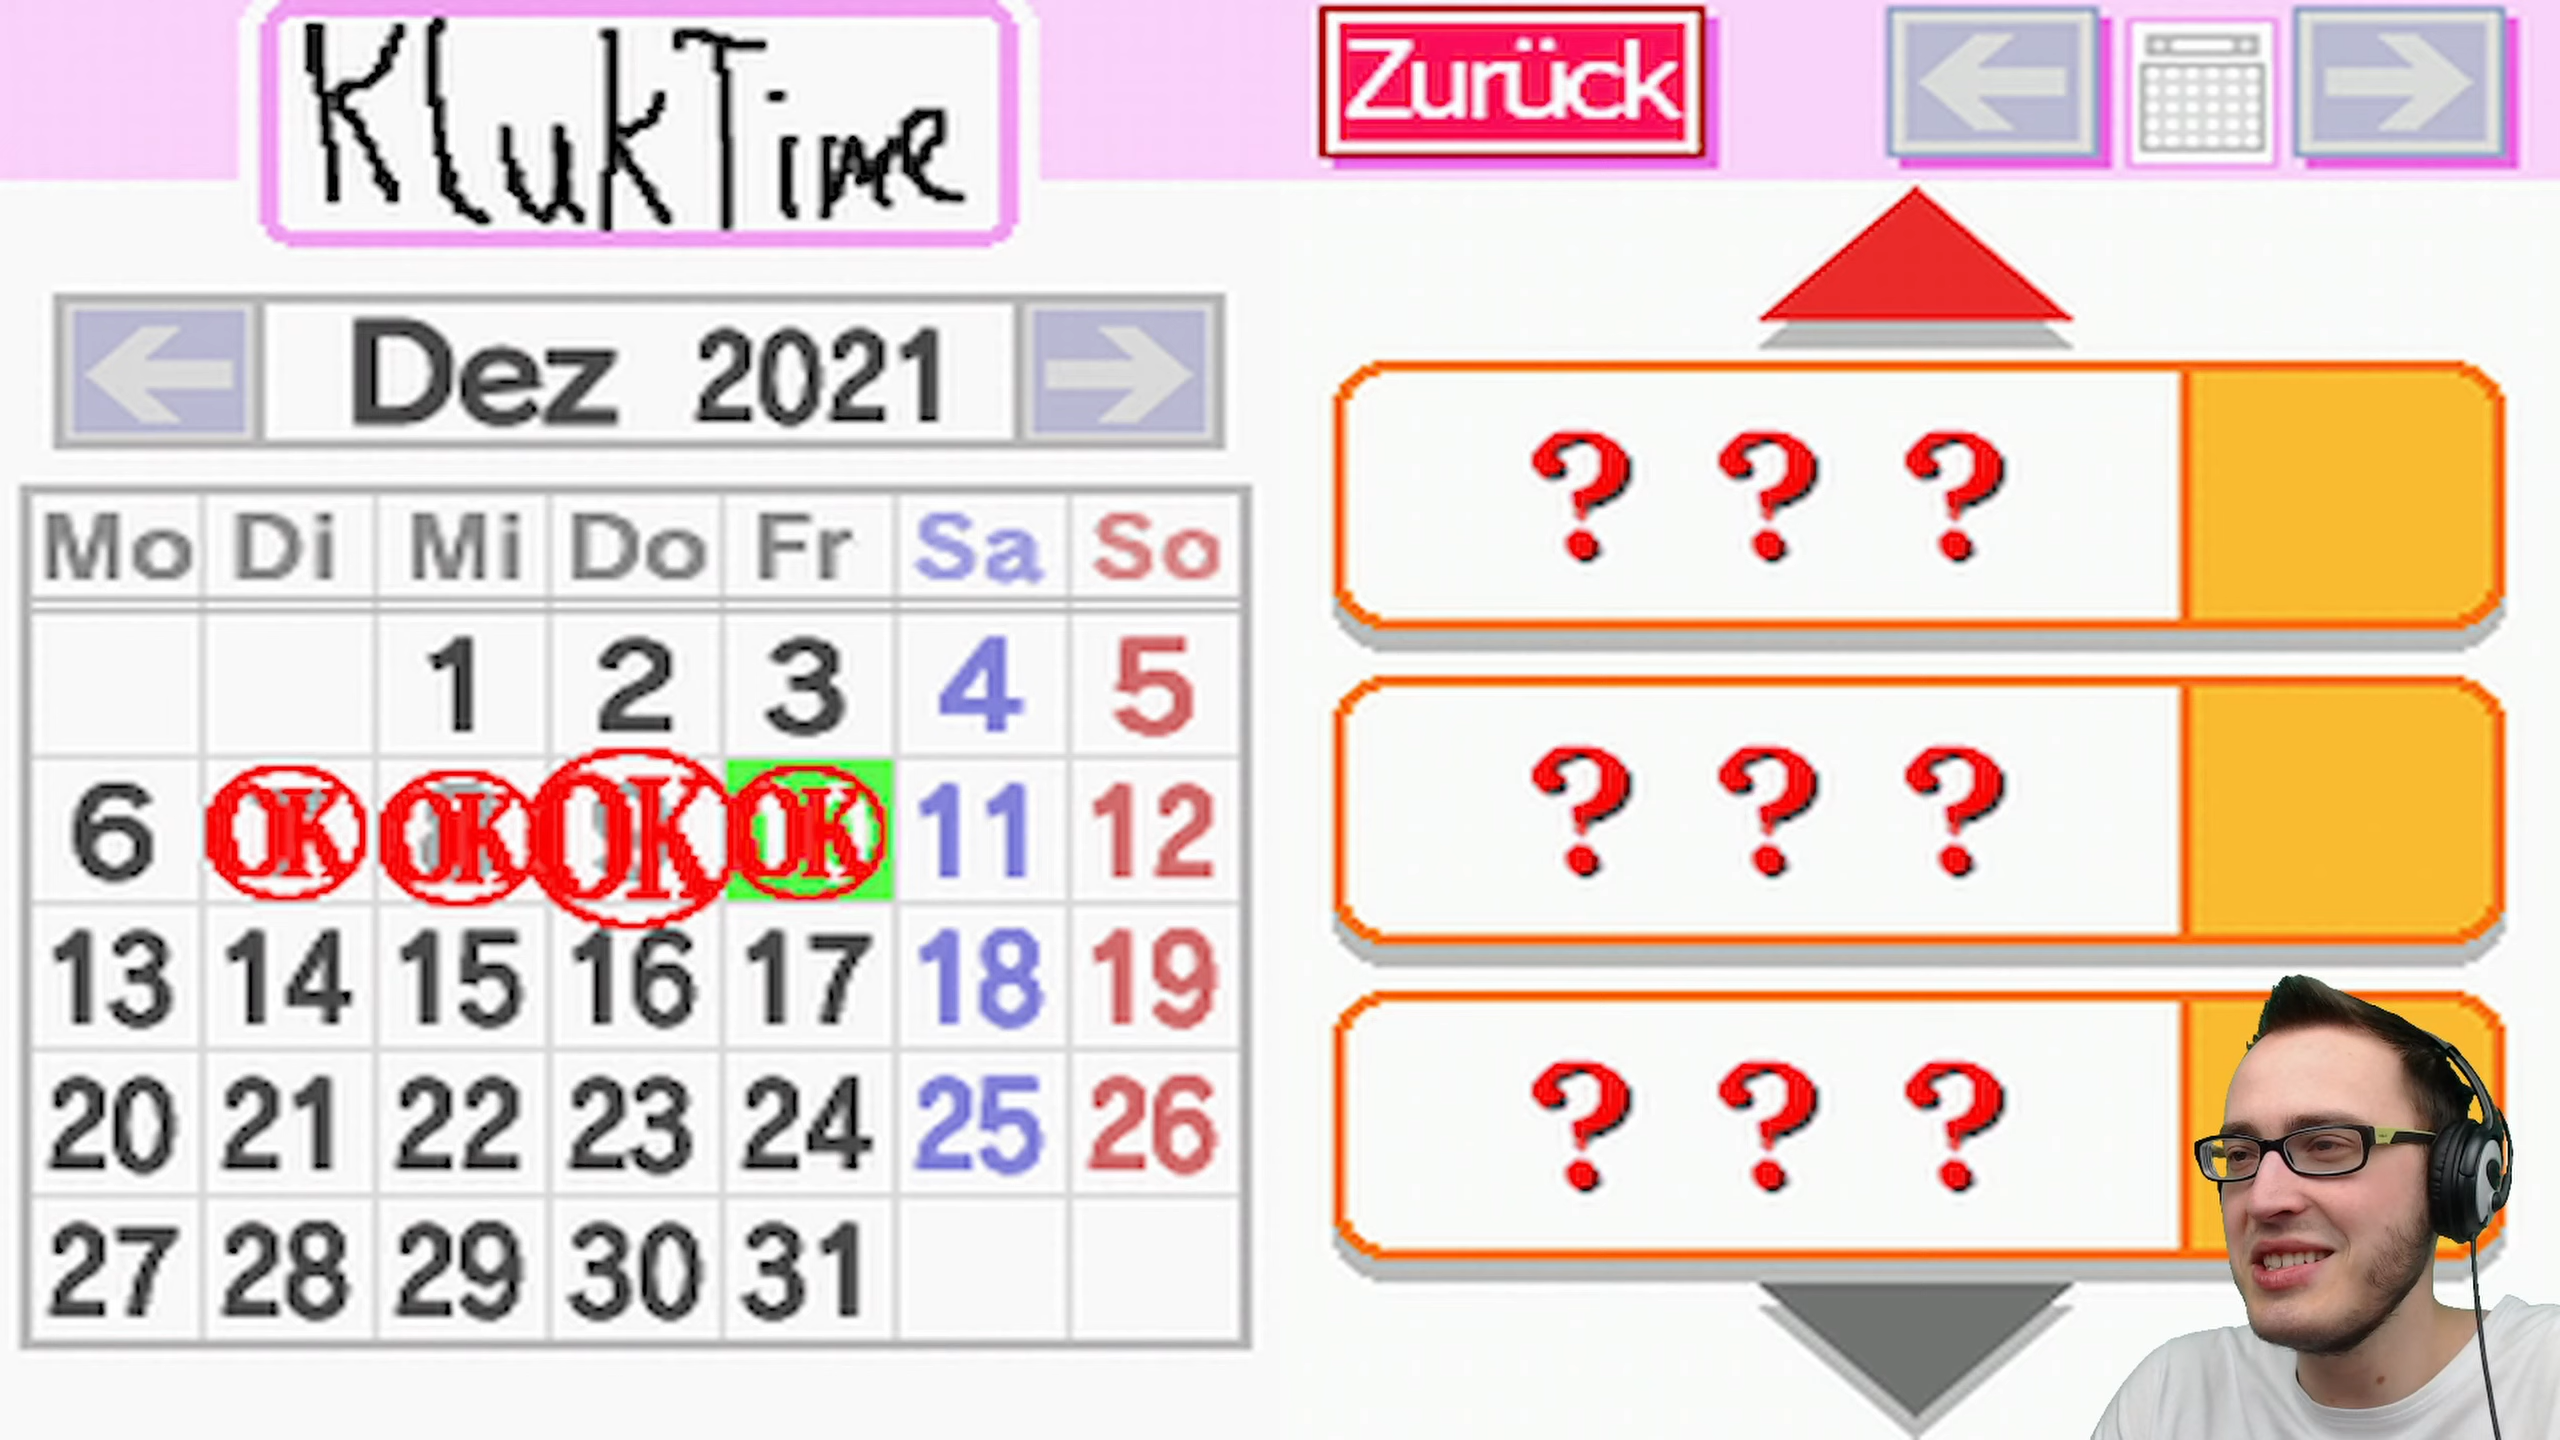 KlukTime
Zurück
Dez 2021
Mo Di Mi Do Fr Sa So
1 2 3 4 5
6 OK OK OK OK 11 12
13 14 15 16 17 18 19
20 21 22 23 24 25 26
27 28 29 30 31
? ? ?
? ? ?
? ? ?